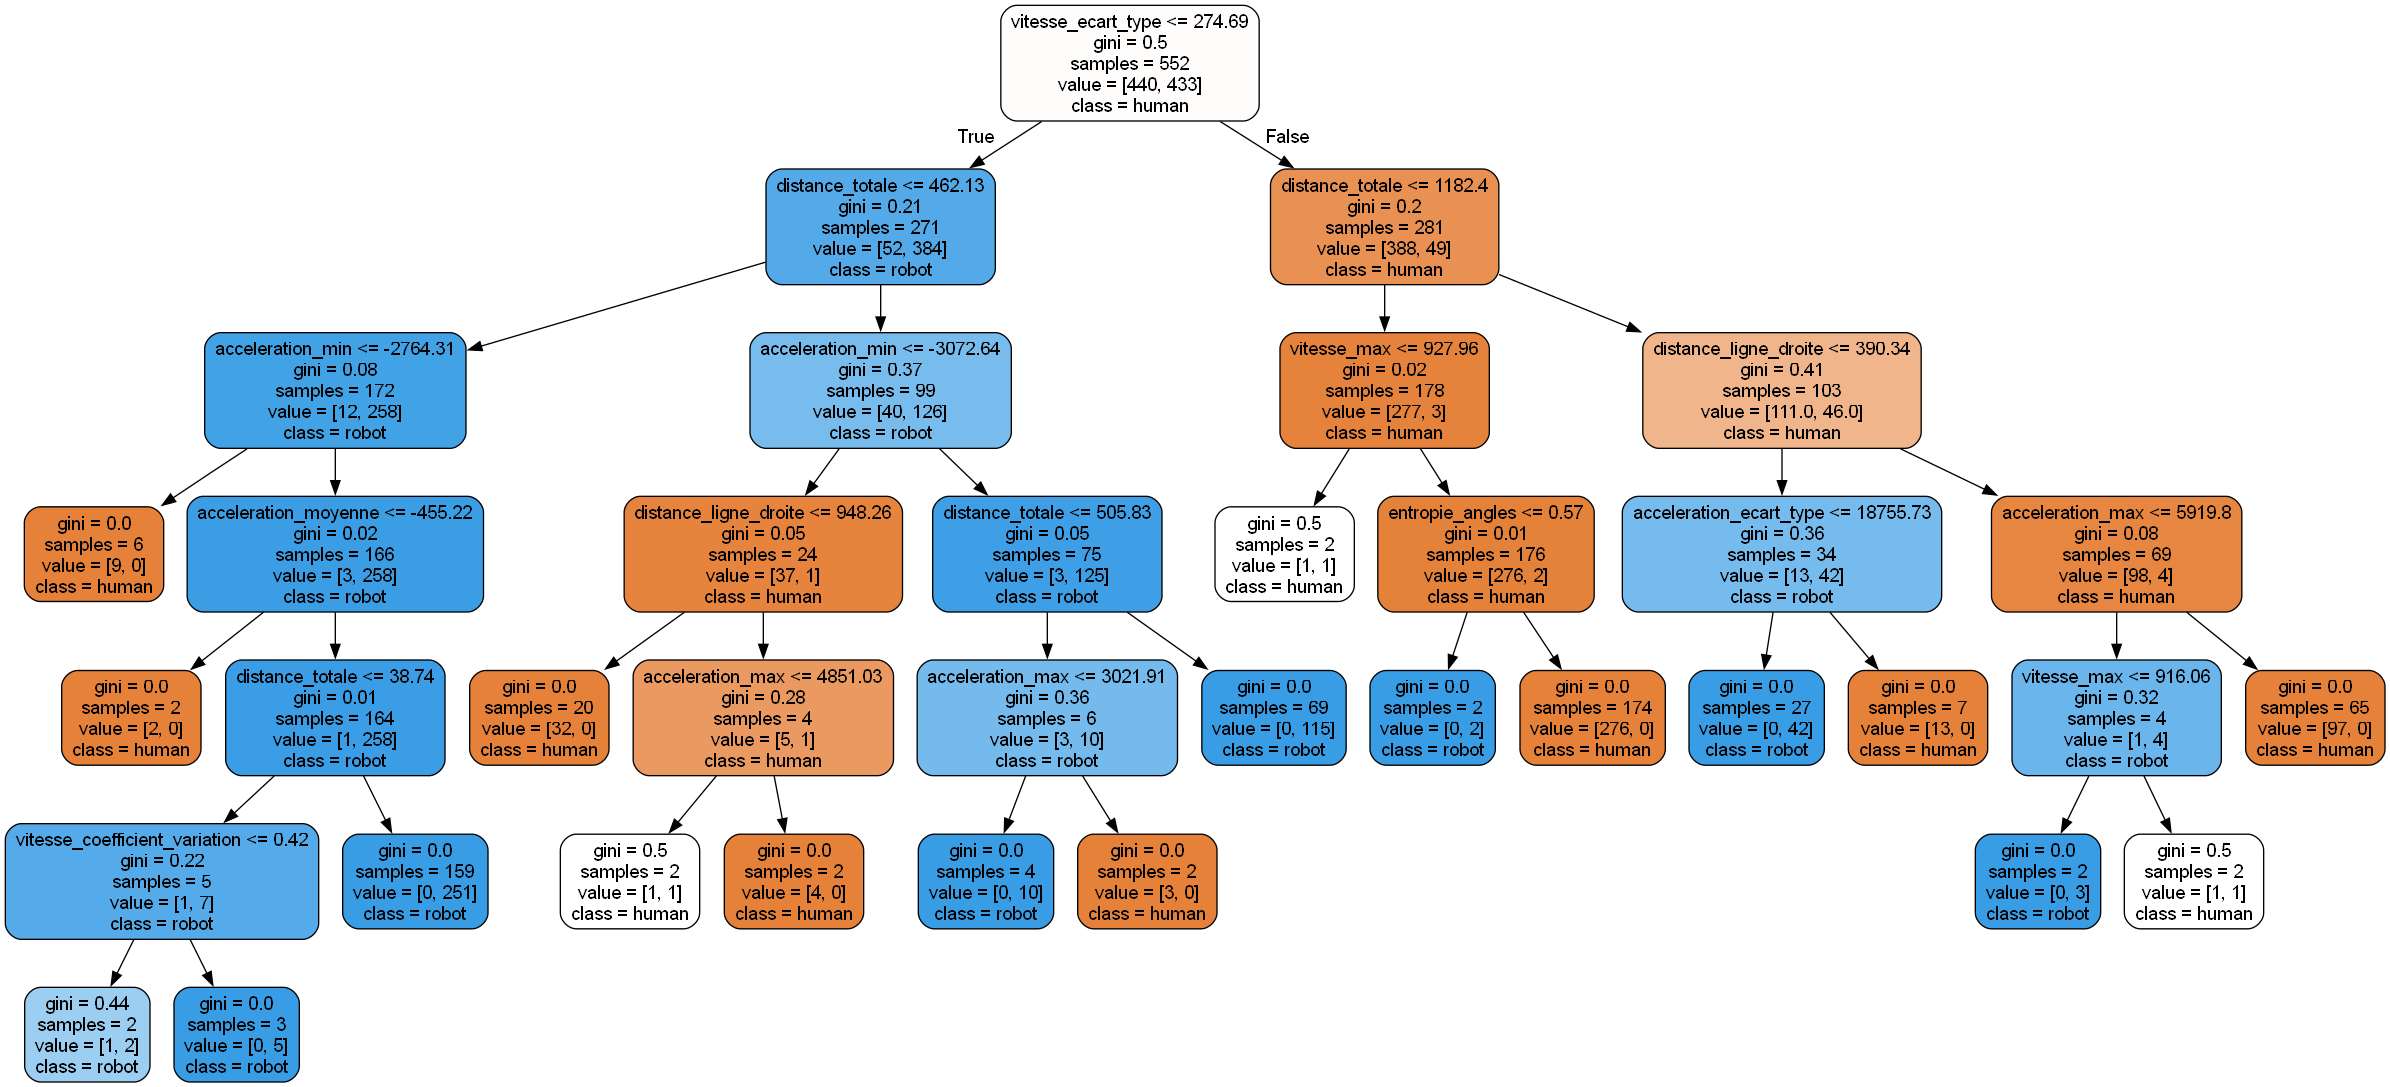 vitesse_ecart_type <= 274.69
gini = 0.5
samples = 552
value = [440, 433]
class = human
True
False
distance_totale <= 462.13
gini = 0.21
samples = 271
value = [52, 384]
class = robot
distance_totale <= 1182.4
gini = 0.2
samples = 281
value = [388, 49]
class = human
acceleration_min <= -2764.31
gini = 0.08
samples = 172
value = [12, 258]
class = robot
acceleration_min <= -3072.64
gini = 0.37
samples = 99
value = [40, 126]
class = robot
vitesse_max <= 927.96
gini = 0.02
samples = 178
value = [277, 3]
class = human
distance_ligne_droite <= 390.34
gini = 0.41
samples = 103
value = [111.0, 46.0]
class = human
gini = 0.0
samples = 6
value = [9, 0]
class = human
acceleration_moyenne <= -455.22
gini = 0.02
samples = 166
value = [3, 258]
class = robot
distance_ligne_droite <= 948.26
gini = 0.05
samples = 24
value = [37, 1]
class = human
distance_totale <= 505.83
gini = 0.05
samples = 75
value = [3, 125]
class = robot
gini = 0.5
samples = 2
value = [1, 1]
class = human
entropie_angles <= 0.57
gini = 0.01
samples = 176
value = [276, 2]
class = human
acceleration_ecart_type <= 18755.73
gini = 0.36
samples = 34
value = [13, 42]
class = robot
acceleration_max <= 5919.8
gini = 0.08
samples = 69
value = [98, 4]
class = human
gini = 0.0
samples = 2
value = [2, 0]
class = human
distance_totale <= 38.74
gini = 0.01
samples = 164
value = [1, 258]
class = robot
gini = 0.0
samples = 20
value = [32, 0]
class = human
acceleration_max <= 4851.03
gini = 0.28
samples = 4
value = [5, 1]
class = human
acceleration_max <= 3021.91
gini = 0.36
samples = 6
value = [3, 10]
class = robot
gini = 0.0
samples = 69
value = [0, 115]
class = robot
gini = 0.0
samples = 2
value = [0, 2]
class = robot
gini = 0.0
samples = 174
value = [276, 0]
class = human
gini = 0.0
samples = 27
value = [0, 42]
class = robot
gini = 0.0
samples = 7
value = [13, 0]
class = human
vitesse_max <= 916.06
gini = 0.32
samples = 4
value = [1, 4]
class = robot
gini = 0.0
samples = 65
value = [97, 0]
class = human
vitesse_coefficient_variation <= 0.42
gini = 0.22
samples = 5
value = [1, 7]
class = robot
gini = 0.0
samples = 159
value = [0, 251]
class = robot
gini = 0.5
samples = 2
value = [1, 1]
class = human
gini = 0.0
samples = 2
value = [4, 0]
class = human
gini = 0.0
samples = 4
value = [0, 10]
class = robot
gini = 0.0
samples = 2
value = [3, 0]
class = human
gini = 0.0
samples = 2
value = [0, 3]
class = robot
gini = 0.5
samples = 2
value = [1, 1]
class = human
gini = 0.44
samples = 2
value = [1, 2]
class = robot
gini = 0.0
samples = 3
value = [0, 5]
class = robot